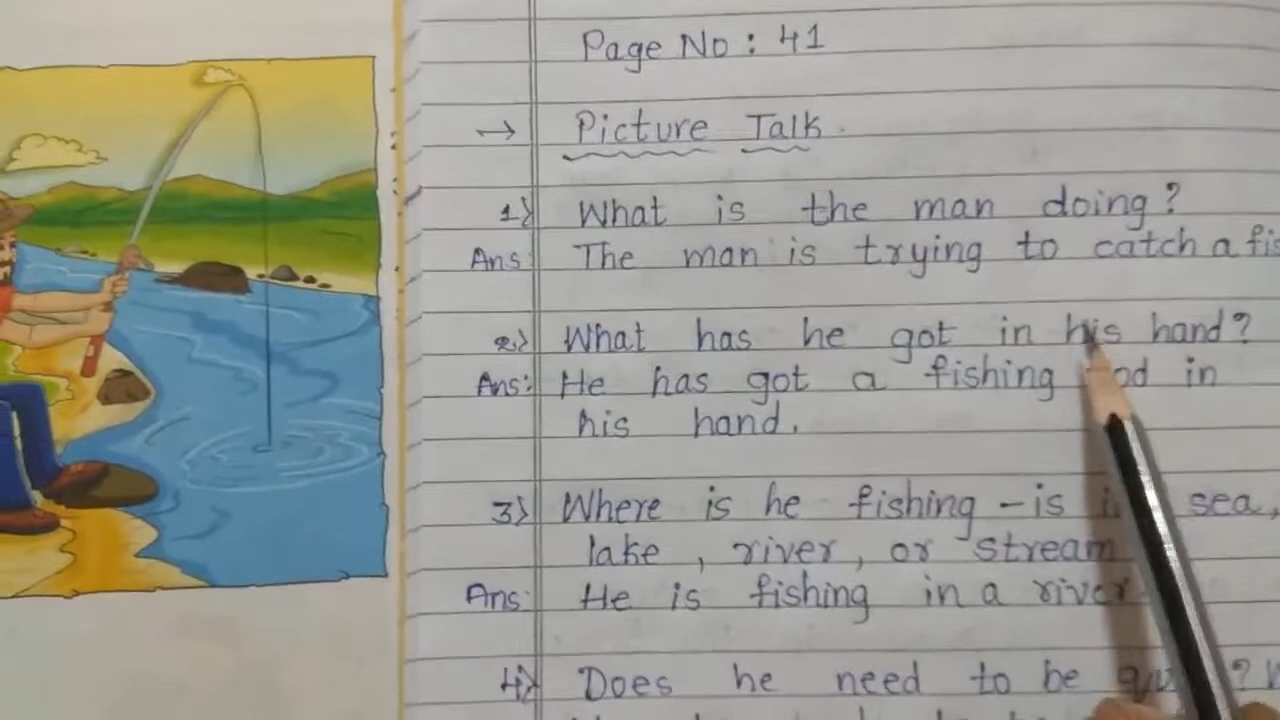 Page No : 41
→ Picture Talk.
1) What is the man doing?
Ans: The man is trying to catch a
2) What has he got in his hand?
Ans: He has got a fishing in
his hand.
3) Where is he fishing - is sea,
lake, river, or stream
Ans: He is fishing in a river
4) Does he need to be